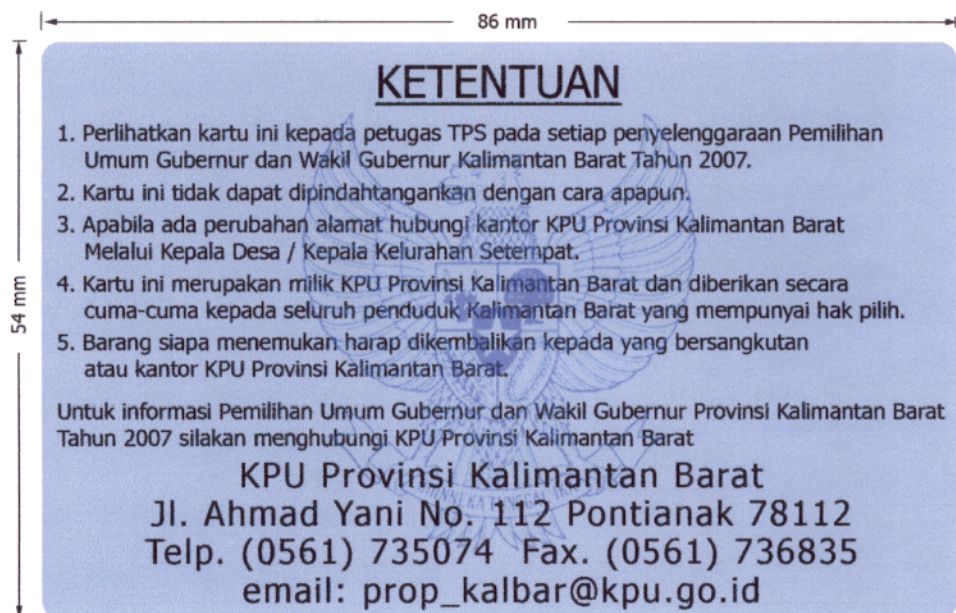 86 mm
54 mm
KETENTUAN
1. Perlihatkan kartu ini kepada petugas TPS pada setiap penyelenggaraan Pemilihan
Umum Gubernur dan Wakil Gubernur Kalimantan Barat Tahun 2007.
2. Kartu ini tidak dapat dipindahtangankan dengan cara apapun.
3. Apabila ada perubahan alamat hubungi kantor KPU Provinsi Kalimantan Barat
Melalui Kepala Desa / Kepala Kelurahan Setempat.
4. Kartu ini merupakan milik KPU Provinsi Kalimantan Barat dan diberikan secara
cuma-cuma kepada seluruh penduduk Kalimantan Barat yang mempunyai hak pilih.
5. Barang siapa menemukan harap dikembalikan kepada yang bersangkutan
atau kantor KPU Provinsi Kalimantan Barat.
Untuk informasi Pemilihan Umum Gubernur dan Wakil Gubernur Provinsi Kalimantan Barat
Tahun 2007 silakan menghubungi KPU Provinsi Kalimantan Barat
KPU Provinsi Kalimantan Barat
Jl. Ahmad Yani No. 112 Pontianak 78112
Telp. (0561) 735074 Fax. (0561) 736835
email: prop_kalbar@kpu.go.id